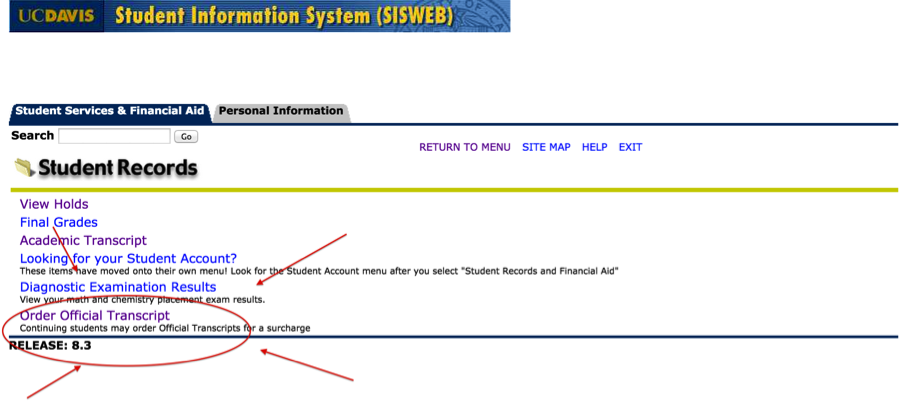 UCDAVIS Student Information System (SISWEB)
Student Services & Financial Aid Personal Information
Search Go
RETURN TO MENU SITE MAP HELP EXIT
Student Records
View Holds
Final Grades
Academic Transcript
Looking for your Student Account?
These items have moved onto their own menu! Look for the Student Account menu after you select "Student Records and Financial Aid"
Diagnostic Examination Results
View your math and chemistry placement exam results.
Order Official Transcript
Continuing students may order Official Transcripts for a surcharge
RELEASE: 8.3